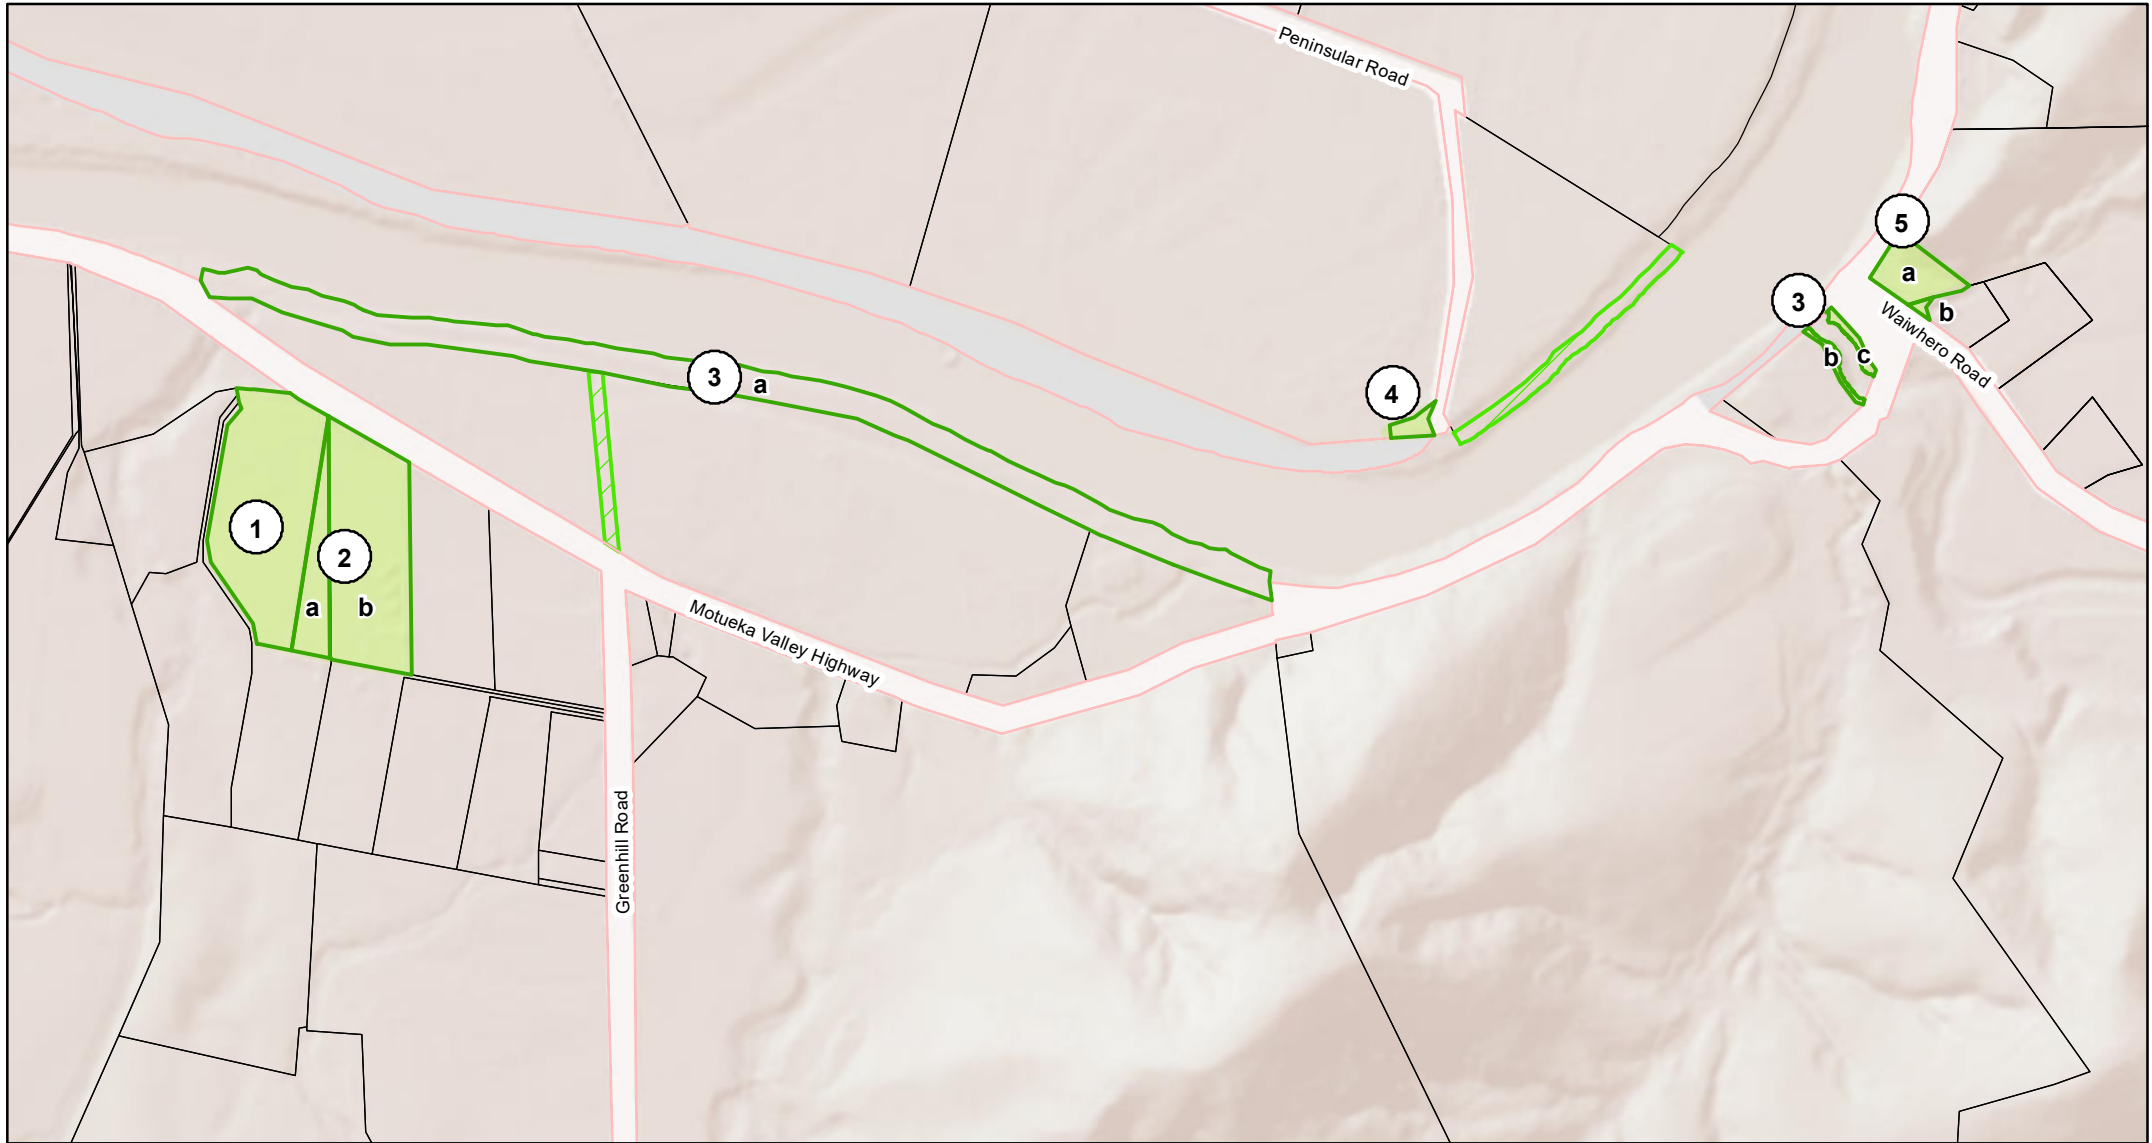 Peninsular Road
5
a
3
b
Waiwhero Road
b
c
3
a
4
1
2
a
b
Motueka Valley Highway
Greenhill Road